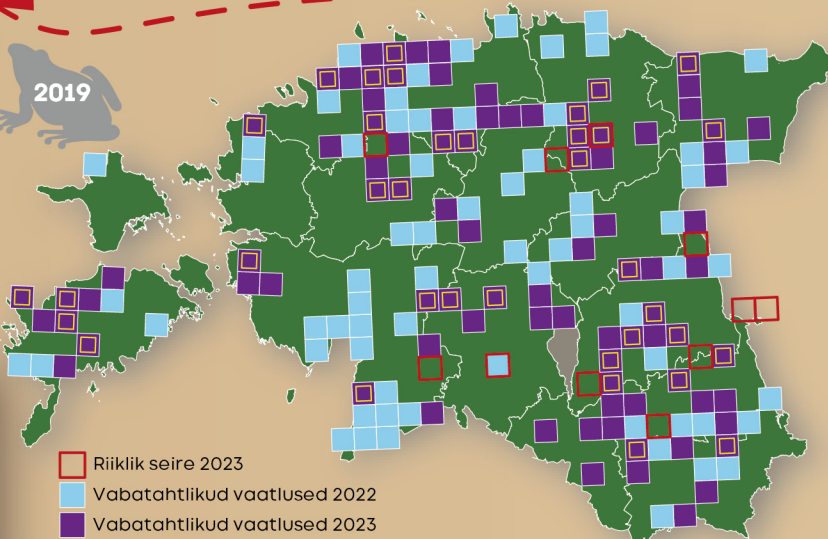 2019
Riiklik seire 2023
Vabatahtlikud vaatlused 2022
Vabatahtlikud vaatlused 2023